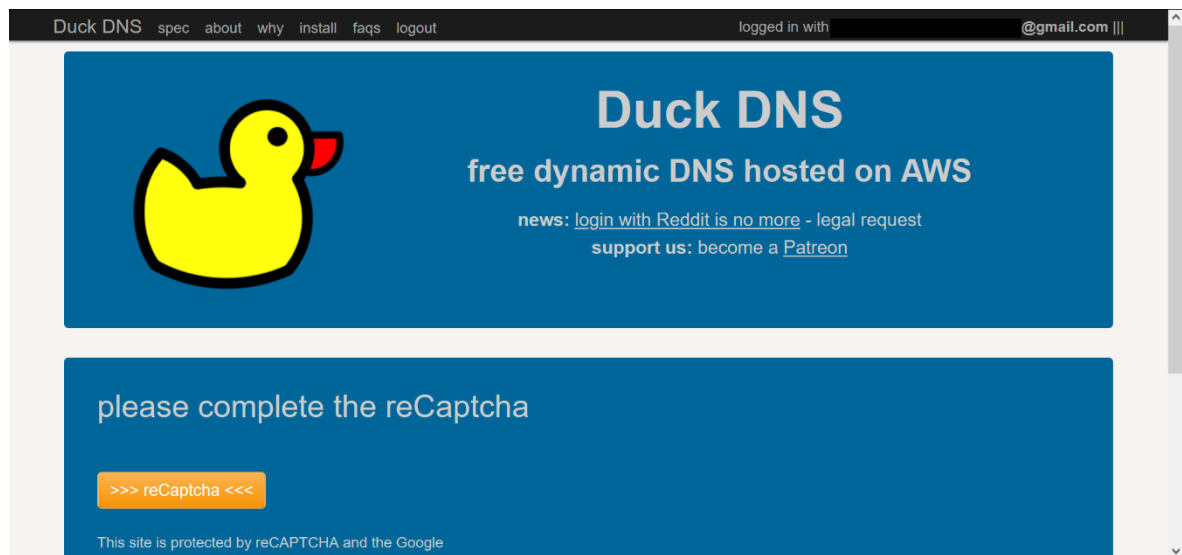 Duck DNS spec about why install faqs logout logged in with @gmail.com |||
Duck DNS
free dynamic DNS hosted on AWS
news: login with Reddit is no more - legal request
support us: become a Patreon
please complete the reCaptcha
>>> reCaptcha <<<
This site is protected by reCAPTCHA and the Google